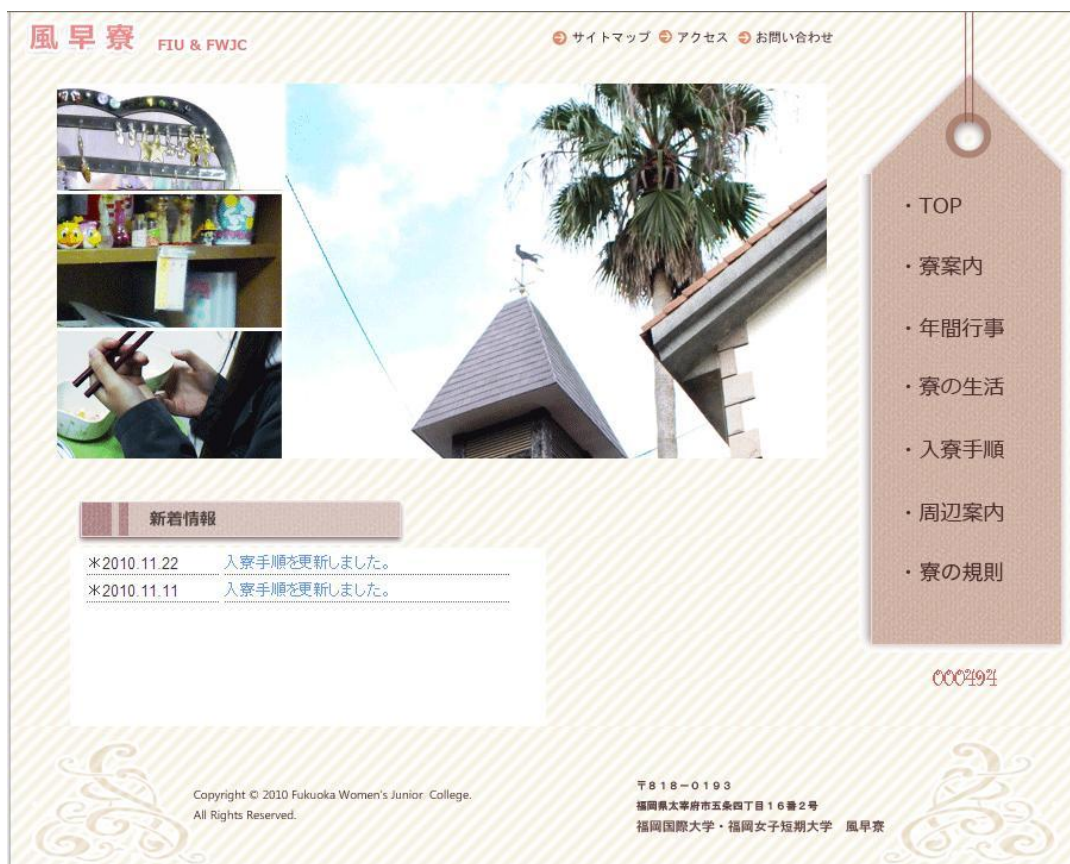 風早寮 FIU & FWJC
サイトマップ アクセス お問い合わせ
・TOP
・寮案内
・年間行事
・寮の生活
・入寮手順
・周辺案内
・寮の規則
新着情報
＊2010.11.22 入寮手順を更新しました。
＊2010.11.11 入寮手順を更新しました。
000494
Copyright © 2010 Fukuoka Women's Junior College.
All Rights Reserved.
〒818－0193
福岡県太宰府市五条四丁目16番2号
福岡国際大学・福岡女子短期大学　風早寮